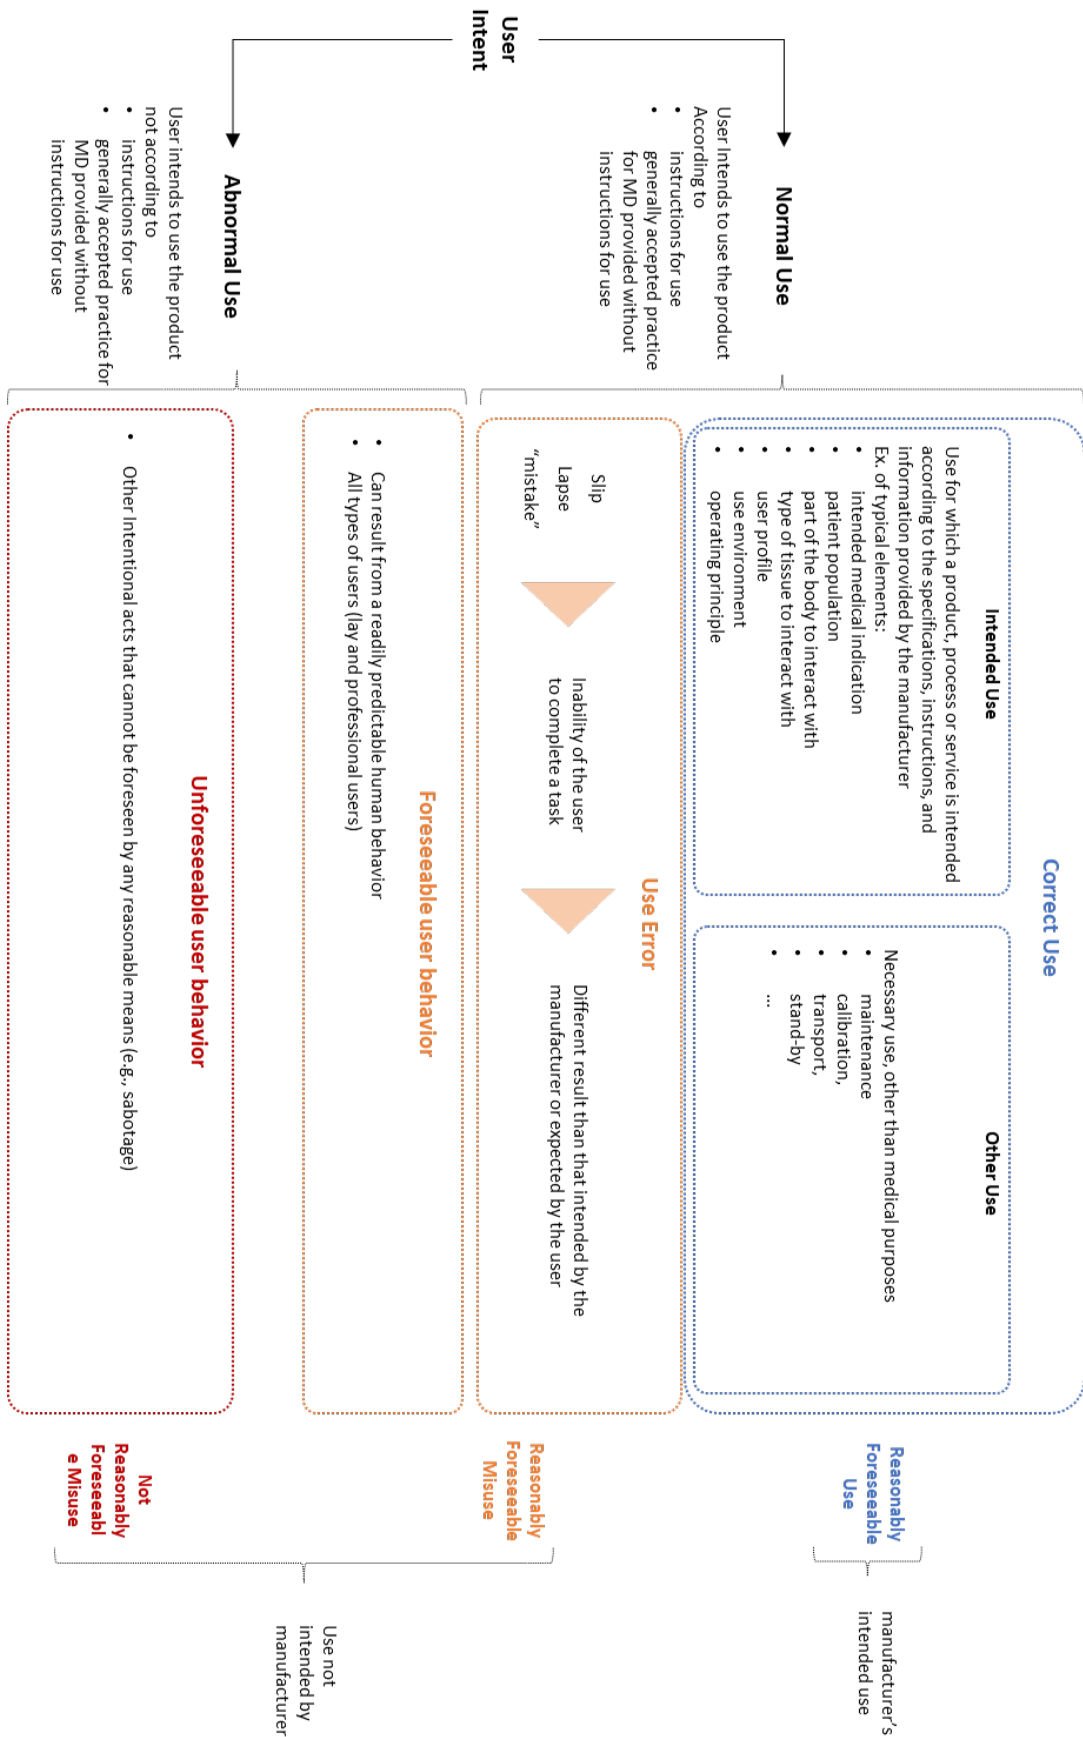 User
Intent
Normal Use
User Intends to use the product
According to
• instructions for use
• generally accepted practice
for MD provided without
instructions for use
Abnormal Use
User intends to use the product
not according to
• instructions for use
• generally accepted practice for
MD provided without
instructions for use
Correct Use
Intended Use
Use for which a product, process or service is intended
according to the specifications, instructions, and
information provided by the manufacturer
Ex. of typical elements:
• intended medical indication
• patient population
• part of the body to interact with
• type of tissue to interact with
• user profile
• use environment
• operating principle
Other Use
Necessary use, other than medical purposes
• maintenance
• calibration,
• transport,
• stand-by
• ...
Use Error
Slip
Lapse
“mistake”
Inability of the user
to complete a task
Different result than that intended by the
manufacturer or expected by the user
Foreseeable user behavior
• Can result from a readily predictable human behavior
• All types of users (lay and professional users)
Unforeseeable user behavior
• Other Intentional acts that cannot be foreseen by any reasonable means (e.g., sabotage)
Reasonably
Foreseeable
Use
Reasonably
Foreseeable
Misuse
Not
Reasonably
Foreseeabl
e Misuse
manufacturer’s
intended use
Use not
intended by
manufacturer